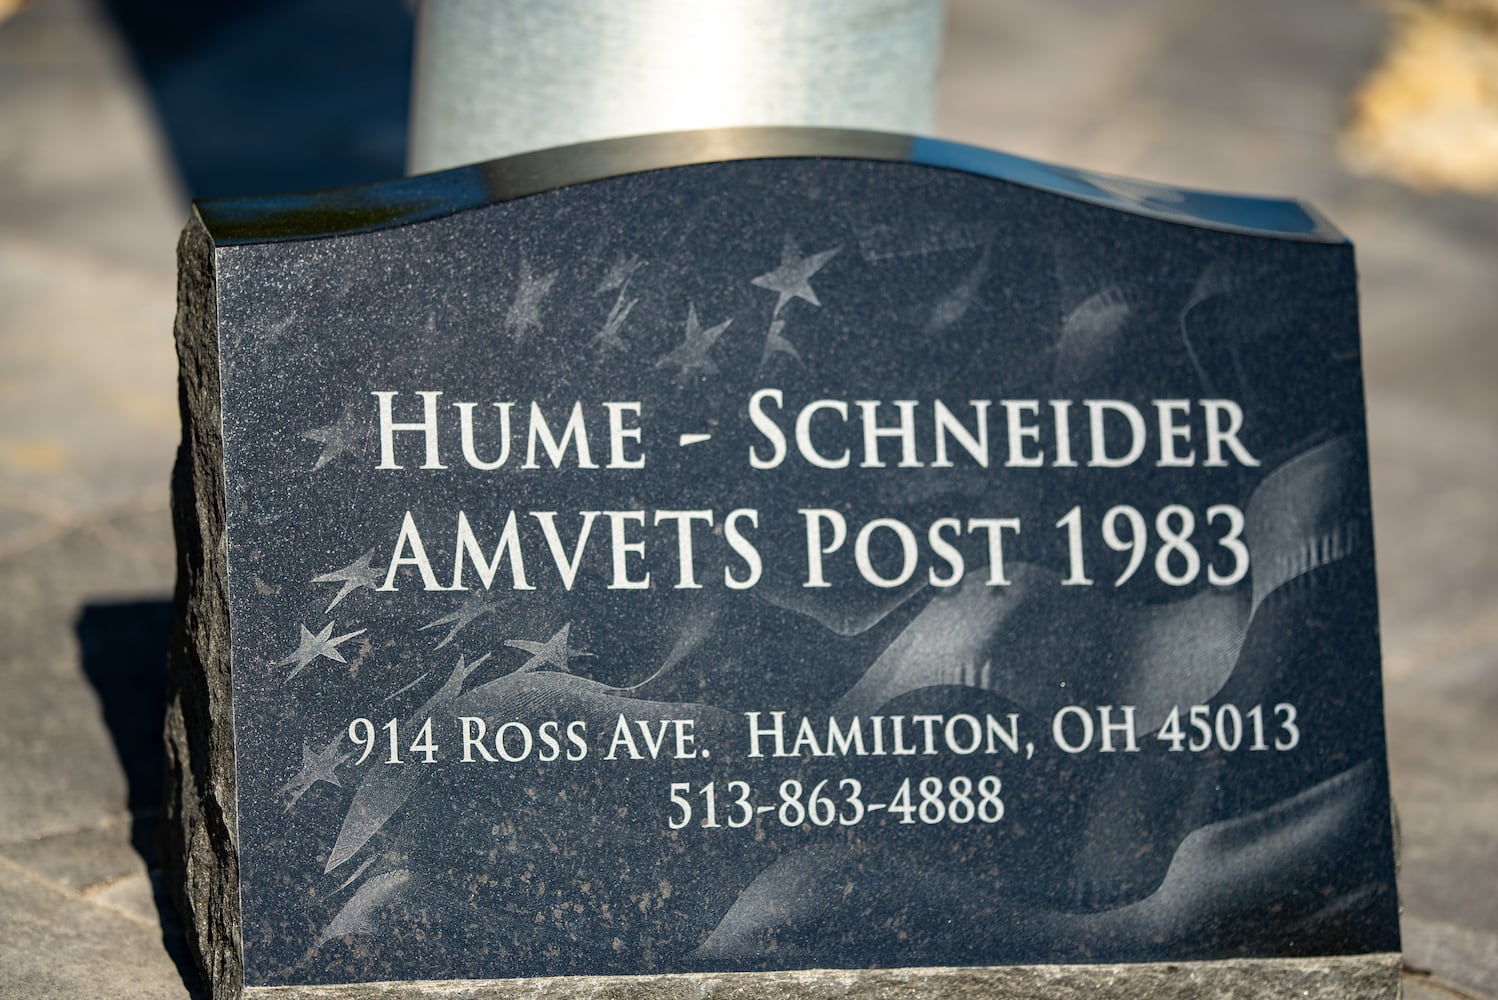 Hume - Schneider
AMVETS Post 1983
914 Ross Ave. Hamilton, OH 45013
513-863-4888